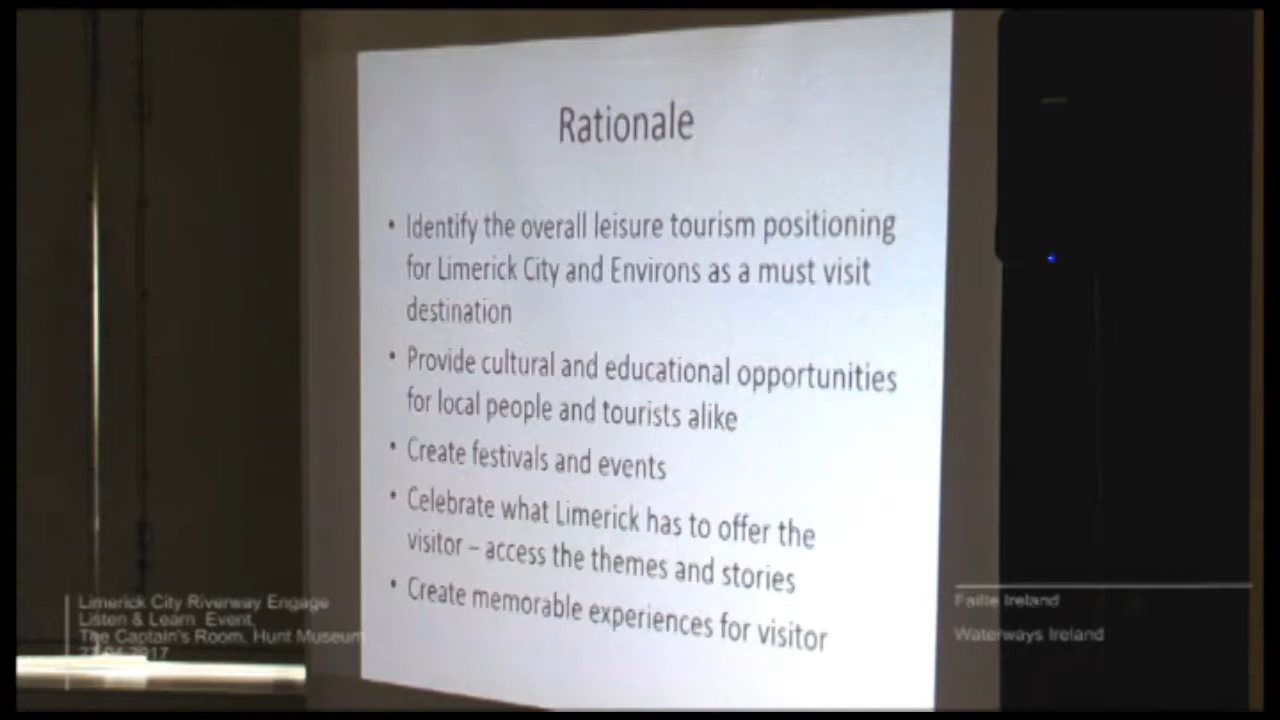 Rationale
• Identify the overall leisure tourism positioning
for Limerick City and Environs as a must visit
destination
• Provide cultural and educational opportunities
for local people and tourists alike
• Create festivals and events
• Celebrate what Limerick has to offer the
visitor – access the themes and stories
• Create memorable experiences for visitor
Limerick City Riverway Engage
Listen & Learn Event,
The Captain's Room, Hunt Museum
Failte Ireland
Waterways Ireland